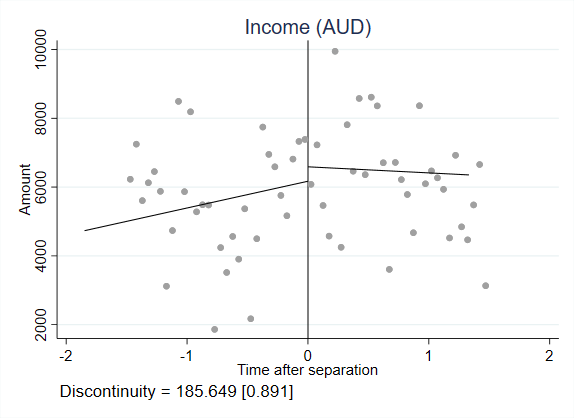 Income (AUD)
10000
8000
6000
4000
2000
Amount
-2
-1
0
1
2
Time after separation
Discontinuity = 185.649 [0.891]